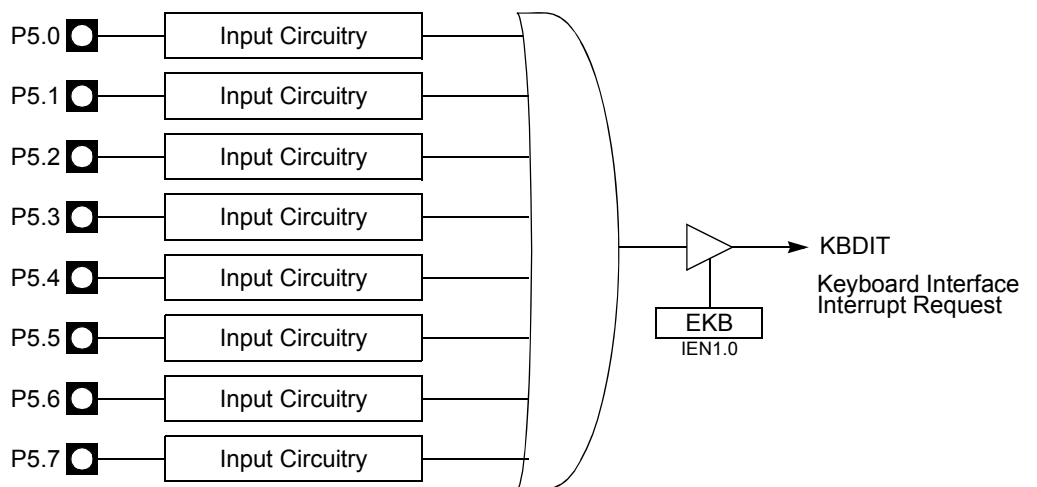 P5.0 Input Circuitry
P5.1 Input Circuitry
P5.2 Input Circuitry
P5.3 Input Circuitry
P5.4 Input Circuitry
P5.5 Input Circuitry
P5.6 Input Circuitry
P5.7 Input Circuitry
KBDIT
Keyboard Interface
Interrupt Request
EKB
IEN1.0